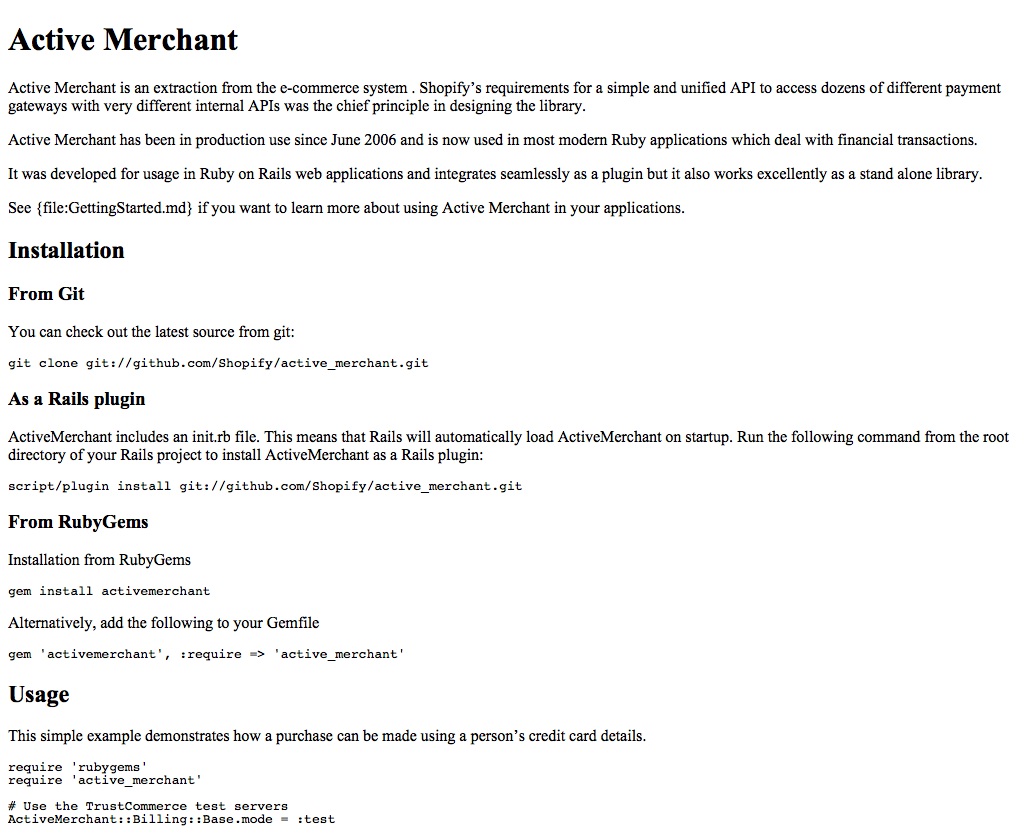 Active Merchant
Active Merchant is an extraction from the e-commerce system . Shopify’s requirements for a simple and unified API to access dozens of different payment
gateways with very different internal APIs was the chief principle in designing the library.
Active Merchant has been in production use since June 2006 and is now used in most modern Ruby applications which deal with financial transactions.
It was developed for usage in Ruby on Rails web applications and integrates seamlessly as a plugin but it also works excellently as a stand alone library.
See {file:GettingStarted.md} if you want to learn more about using Active Merchant in your applications.
Installation
From Git
You can check out the latest source from git:
git clone git://github.com/Shopify/active_merchant.git
As a Rails plugin
ActiveMerchant includes an init.rb file. This means that Rails will automatically load ActiveMerchant on startup. Run the following command from the root
directory of your Rails project to install ActiveMerchant as a Rails plugin:
script/plugin install git://github.com/Shopify/active_merchant.git
From RubyGems
Installation from RubyGems
gem install activemerchant
Alternatively, add the following to your Gemfile
gem 'activemerchant', :require => 'active_merchant'
Usage
This simple example demonstrates how a purchase can be made using a person’s credit card details.
require 'rubygems'
require 'active_merchant'
# Use the TrustCommerce test servers
ActiveMerchant::Billing::Base.mode = :test